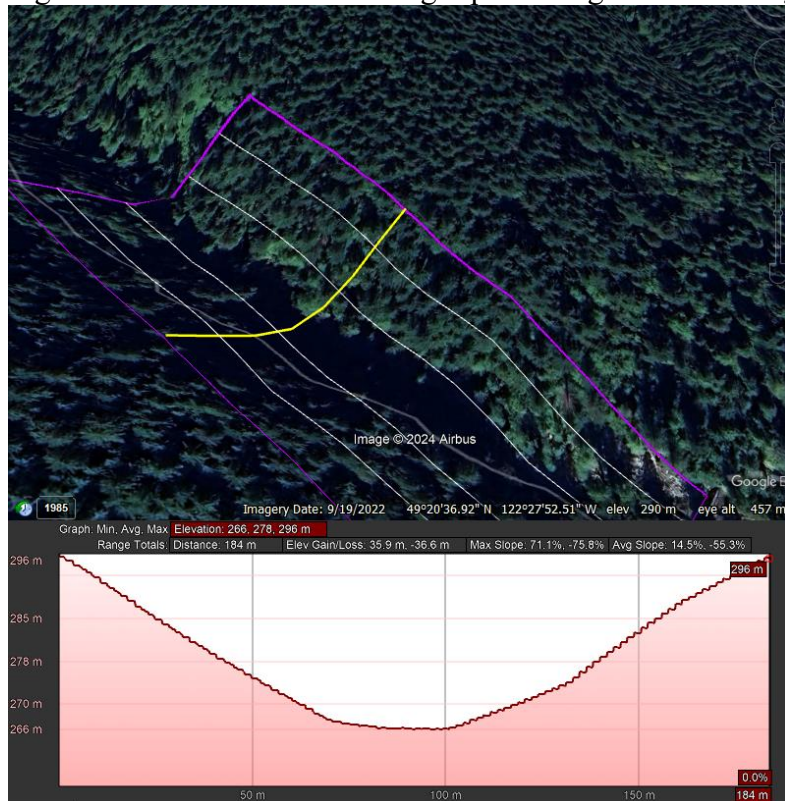 Image © 2024 Airbus
Google E
1985
Imagery Date: 9/19/2022 49°20'36.92" N 122°27'52.51" W elev 290 m eye alt 457 m
Graph: Min, Avg, Max Elevation: 266, 278, 296 m
Range Totals: Distance: 184 m Elev Gain/Loss: 35.9 m, -36.6 m Max Slope: 71.1%, -75.8% Avg Slope: 14.5%, -55.3%
296 m
296 m
285 m
278 m
270 m
266 m
0.0%
50 m 100 m 150 m 184 m